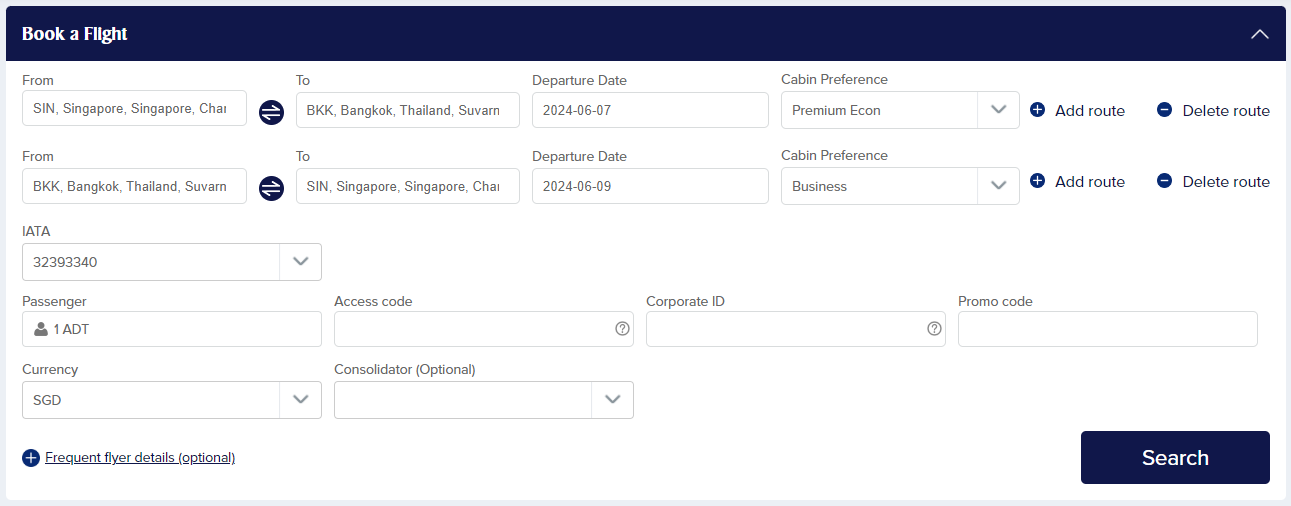 Book a Flight
From To Departure Date Cabin Preference
SIN, Singapore, Singapore, Char BKK, Bangkok, Thailand, Suvarn 2024-06-07 Premium Econ Add route Delete route
From To Departure Date Cabin Preference
BKK, Bangkok, Thailand, Suvarn SIN, Singapore, Singapore, Char 2024-06-09 Business Add route Delete route
IATA
32393340
Passenger Access code Corporate ID Promo code
1 ADT
Currency Consolidator (Optional)
SGD
Frequent flyer details (optional) Search